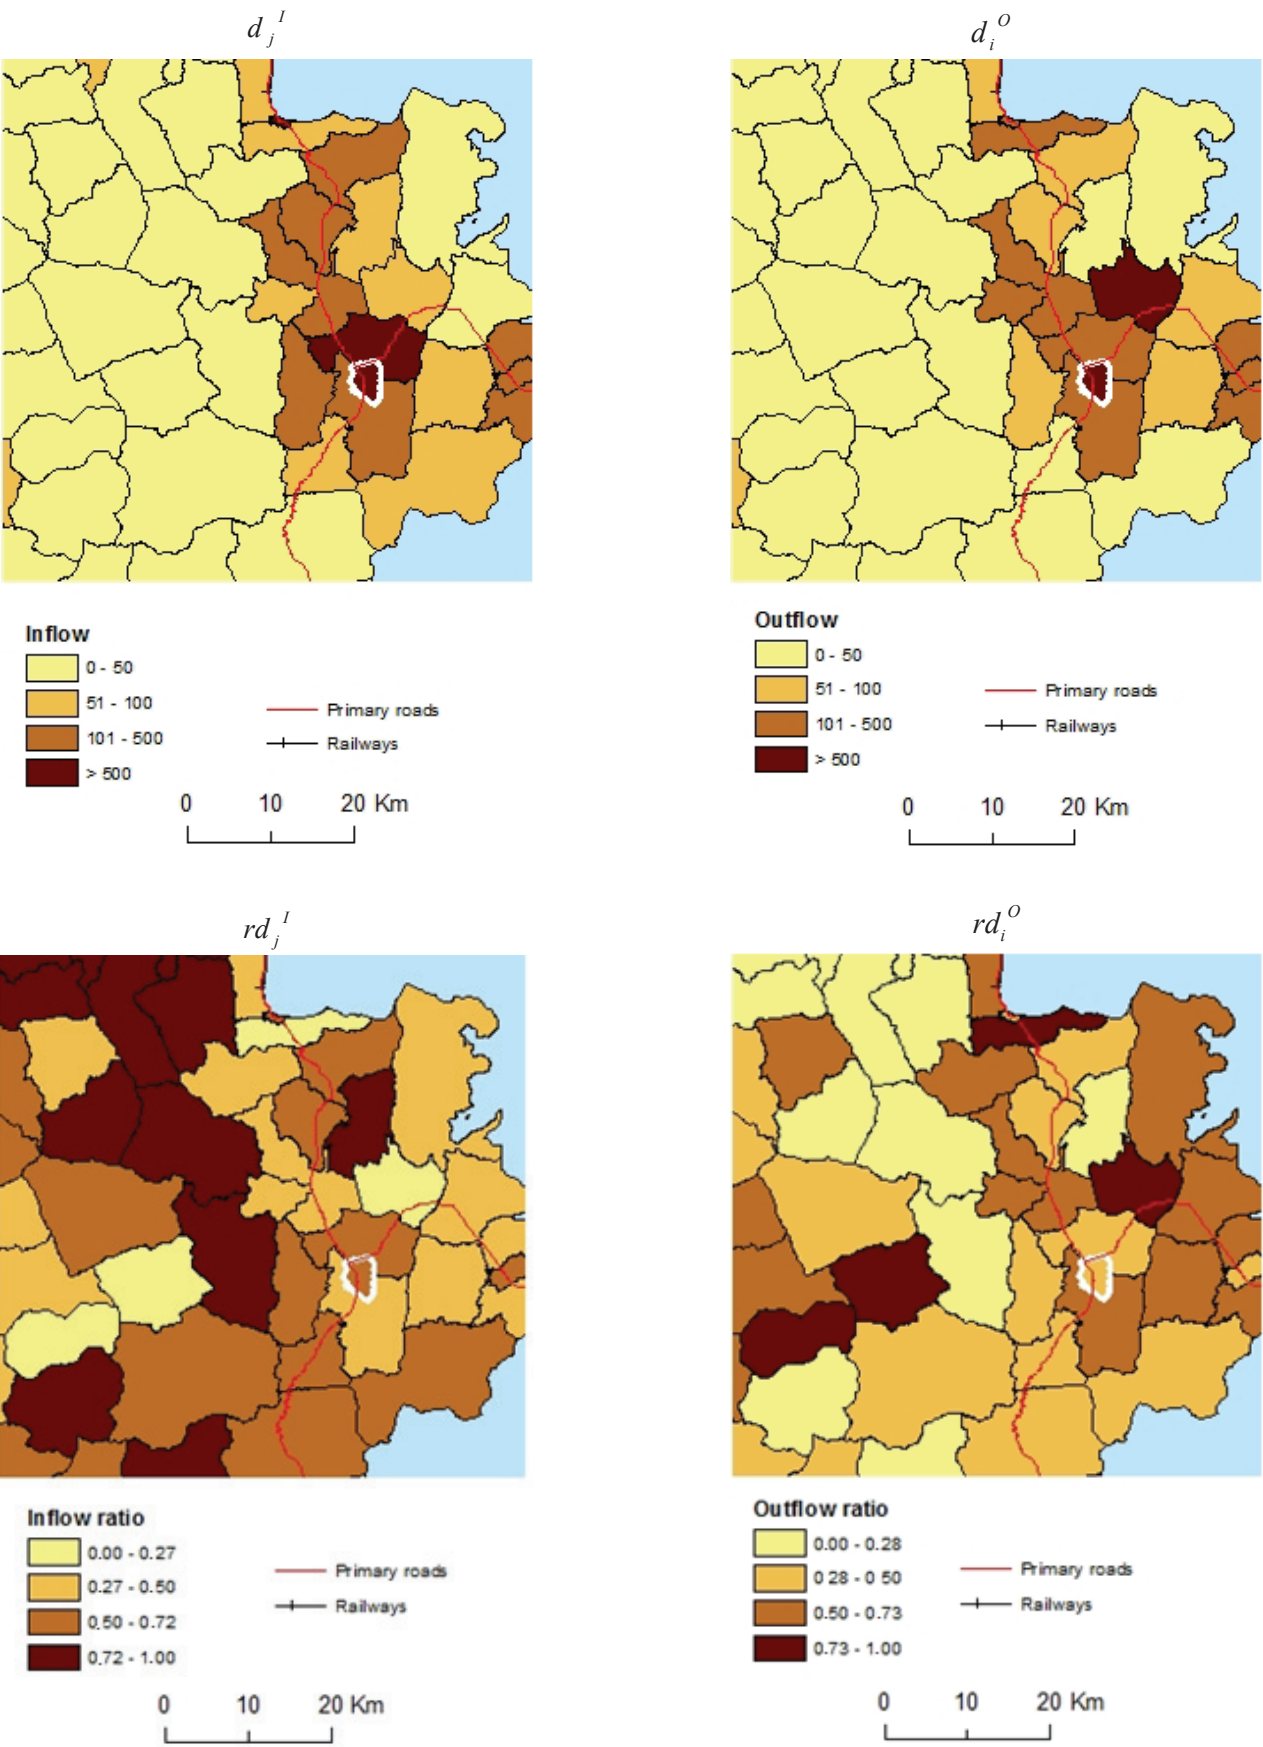 d j I
d i O
Inflow
0 - 50
51 - 100
101 - 500
> 500
Primary roads
Railways
0 10 20 Km
Outflow
0 - 50
51 - 100
101 - 500
> 500
Primary roads
Railways
0 10 20 Km
rd j I
rd i O
Inflow ratio
0.00 - 0.27
0.27 - 0.50
0.50 - 0.72
0.72 - 1.00
Primary roads
Railways
0 10 20 Km
Outflow ratio
0.00 - 0.28
0 28 - 0 50
0.50 - 0.73
0.73 - 1.00
Primary roads
Railways
0 10 20 Km